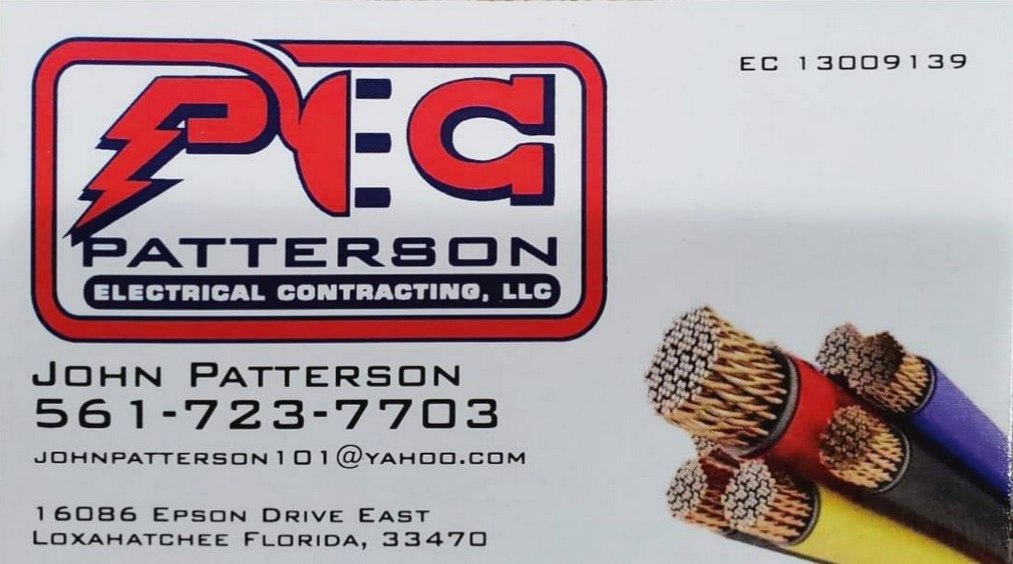 EC 13009139
PEC
PATTERSON
ELECTRICAL CONTRACTING, LLC
JOHN PATTERSON
561-723-7703
JOHNPATTERSON101@YAHOO.COM
16086 EPSON DRIVE EAST
LOXAHATCHEE FLORIDA, 33470